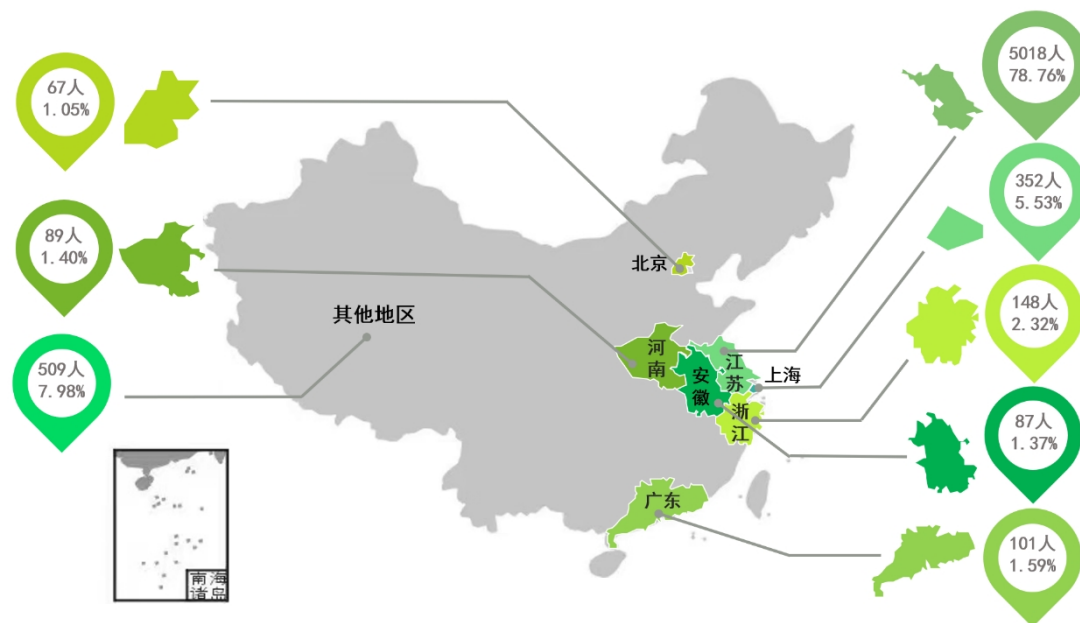 67人
1.05%
5018人
78.76%
352人
5.53%
89人
1.40%
北京
148人
2.32%
其他地区
河南
江苏
安徽
上海
浙江
509人
7.98%
87人
1.37%
广东
101人
1.59%
南海
诸岛